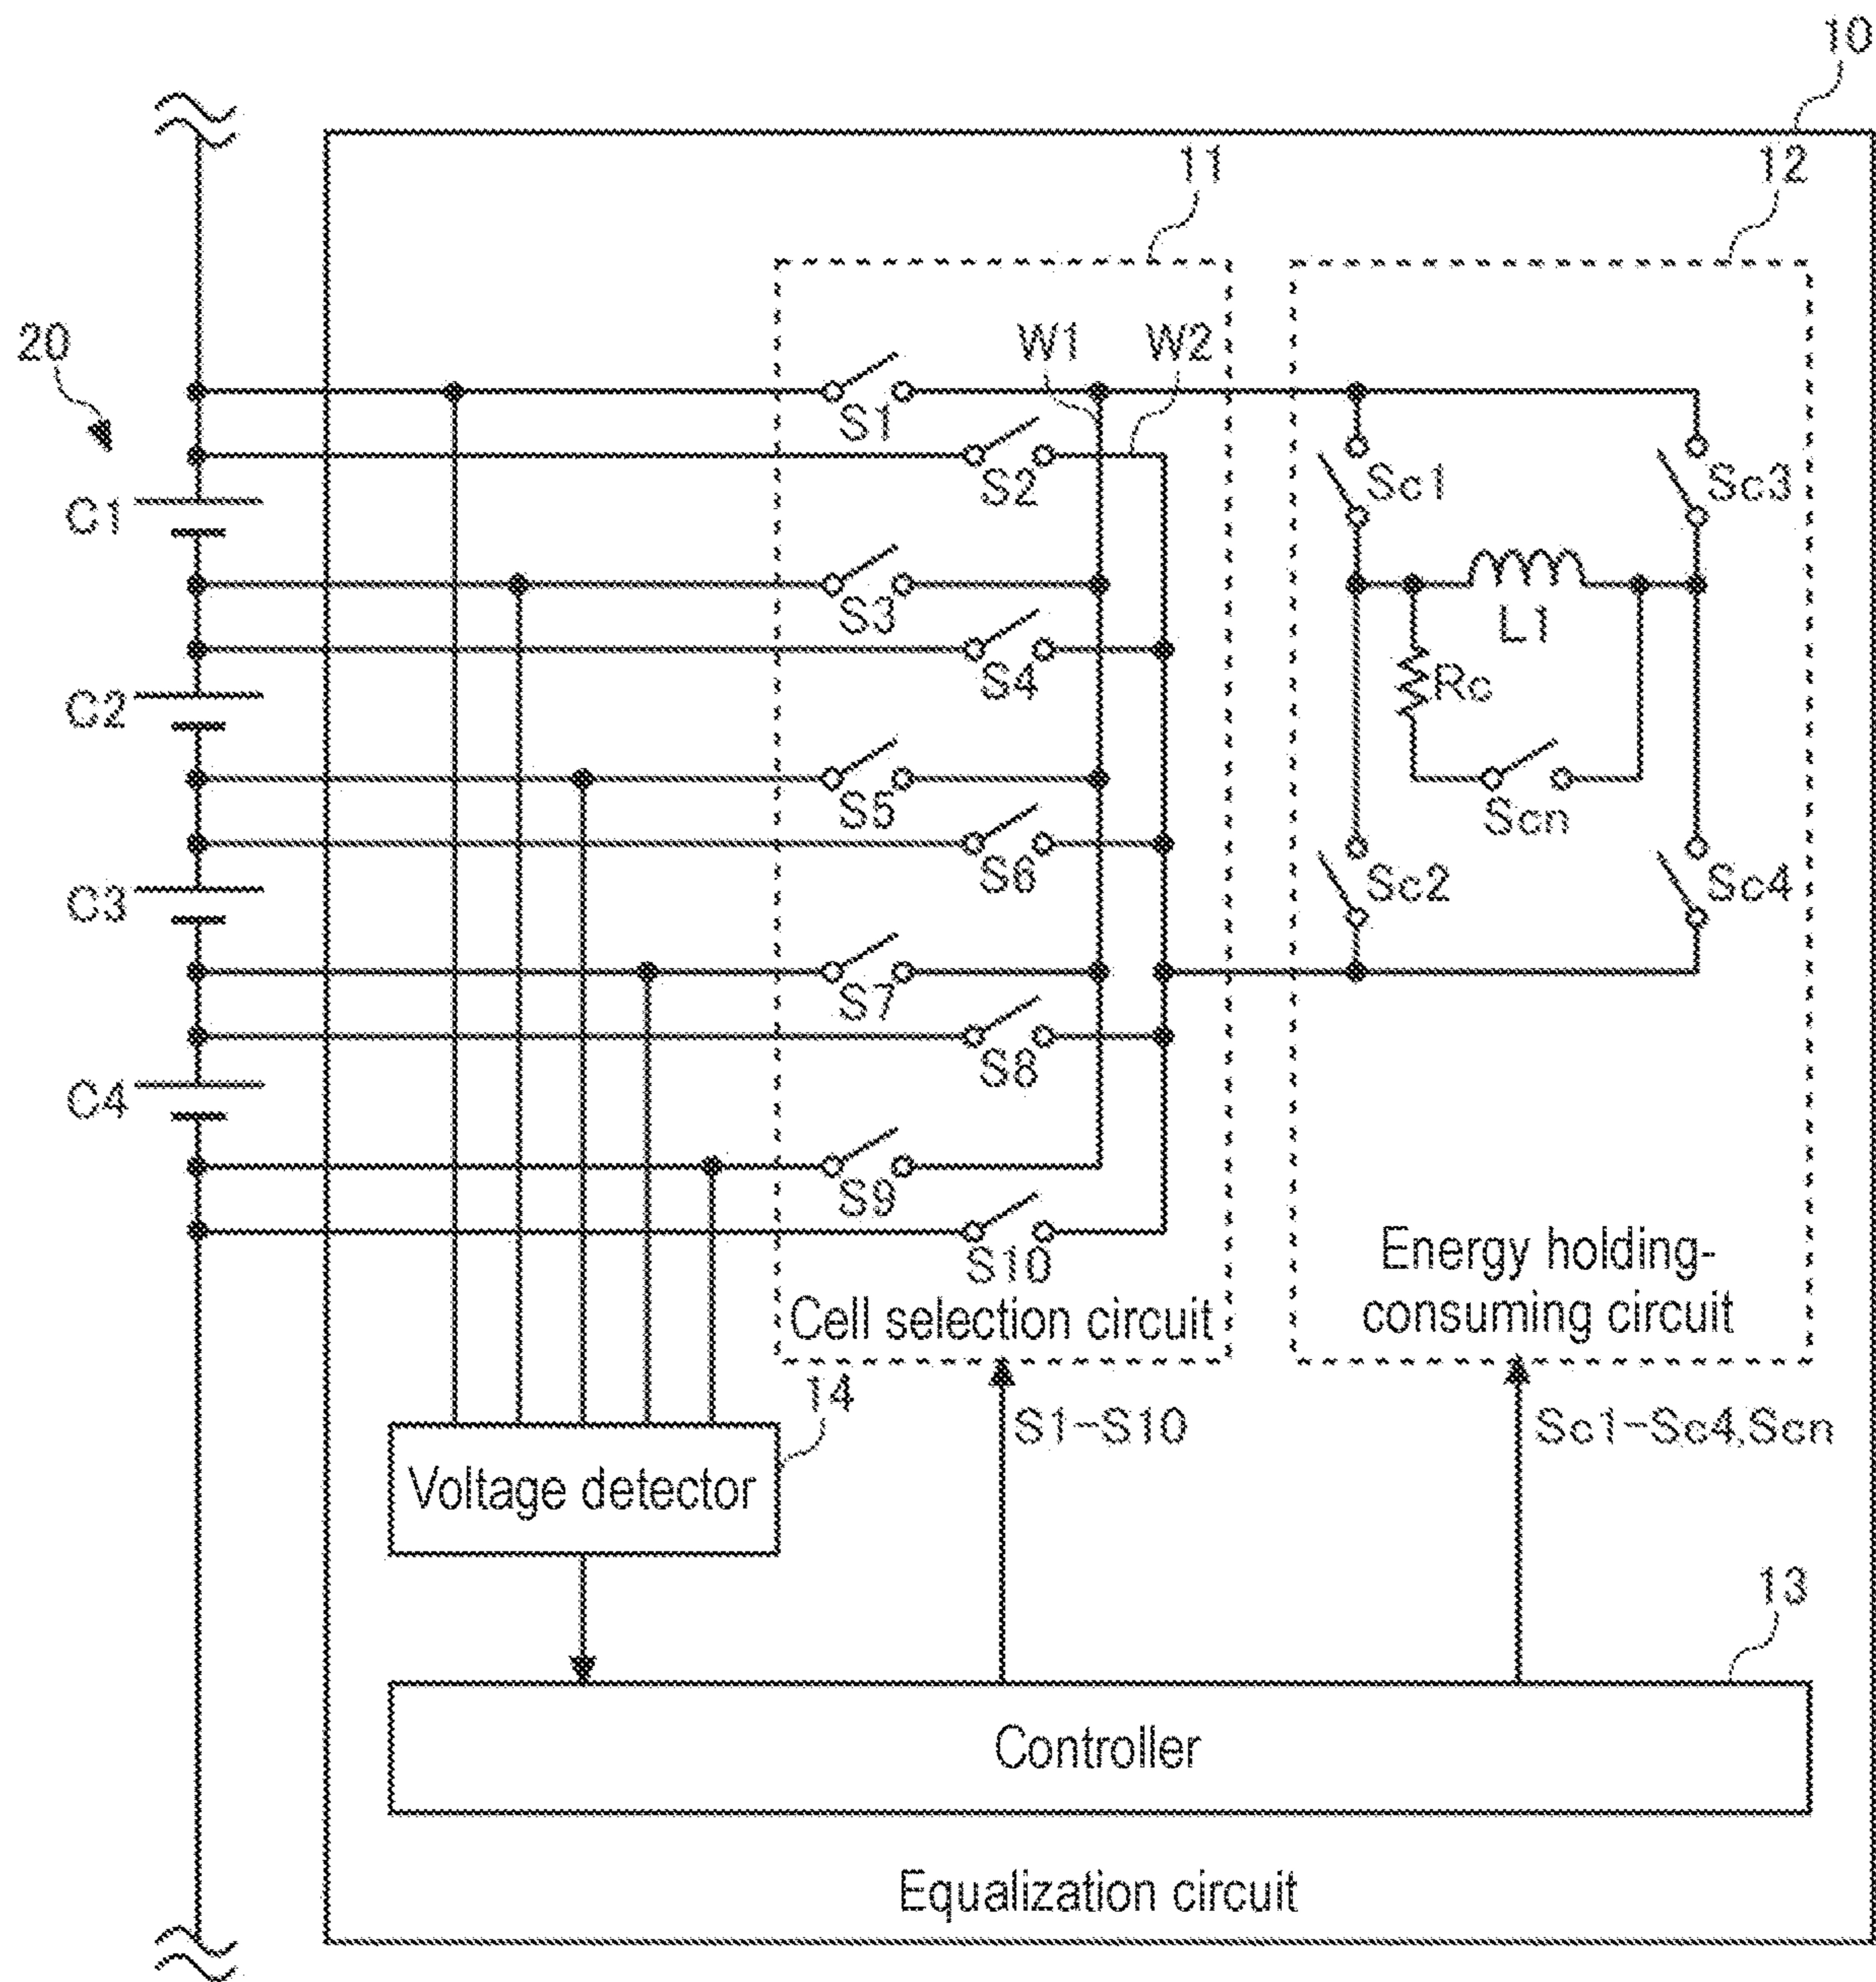 10
11
12
20
W1
W2
S1
S2
Sc1
Sc3
C1
S3
L1
S4
Rc
C2
S5
Scn
S6
Sc2
Sc4
C3
S7
S8
C4
S9
S10
Energy holding-
consuming circuit
Cell selection circuit
14
S1-S10
Sc1-Sc4,Scn
Voltage detector
13
Controller
Equalization circuit